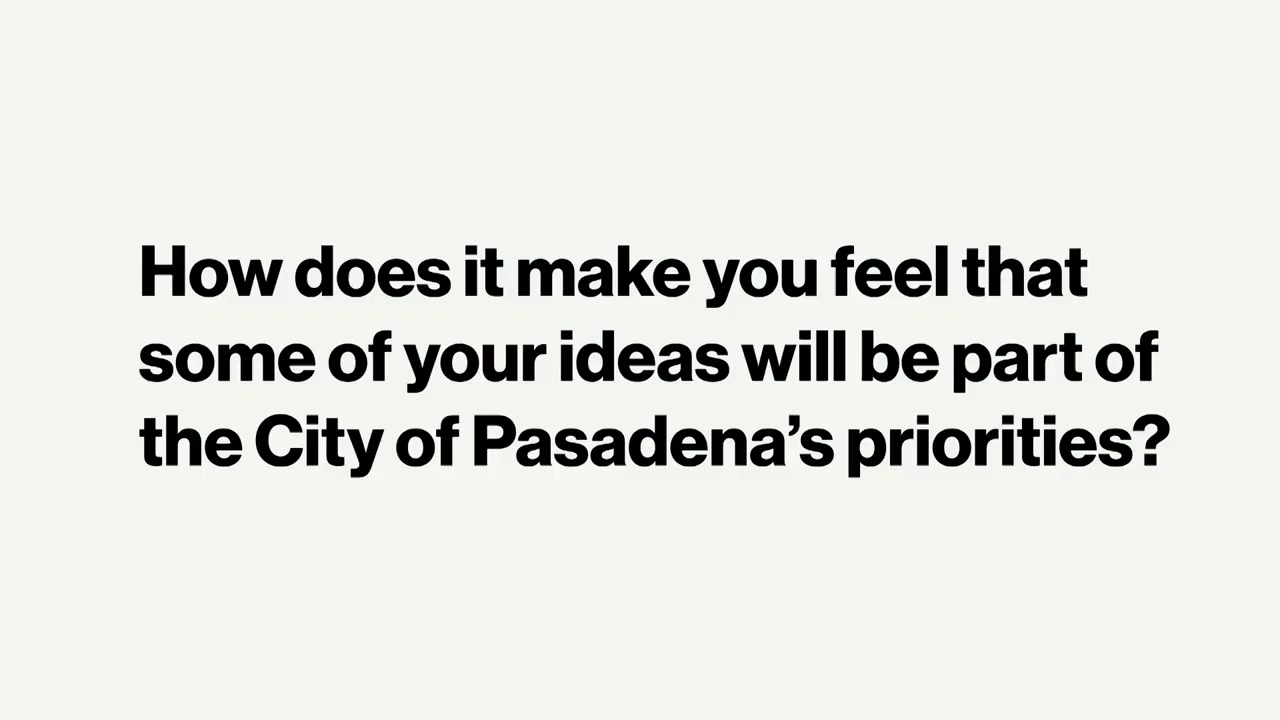 How does it make you feel that
some of your ideas will be part of
the City of Pasadena’s priorities?